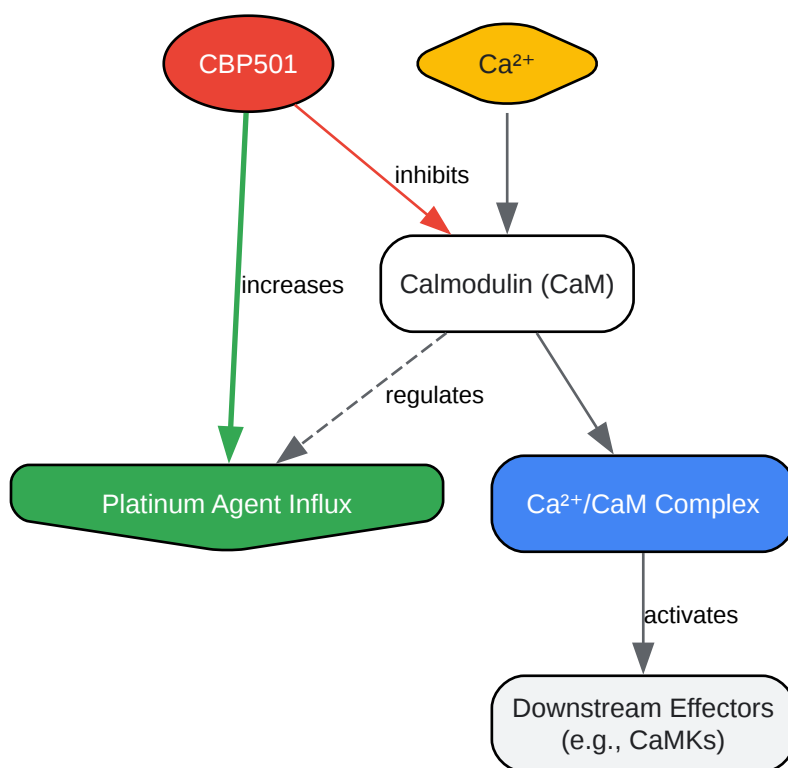 CBP501
Ca²⁺
inhibits
Calmodulin (CaM)
increases
regulates
Platinum Agent Influx
Ca²⁺/CaM Complex
activates
Downstream Effectors
(e.g., CaMKs)